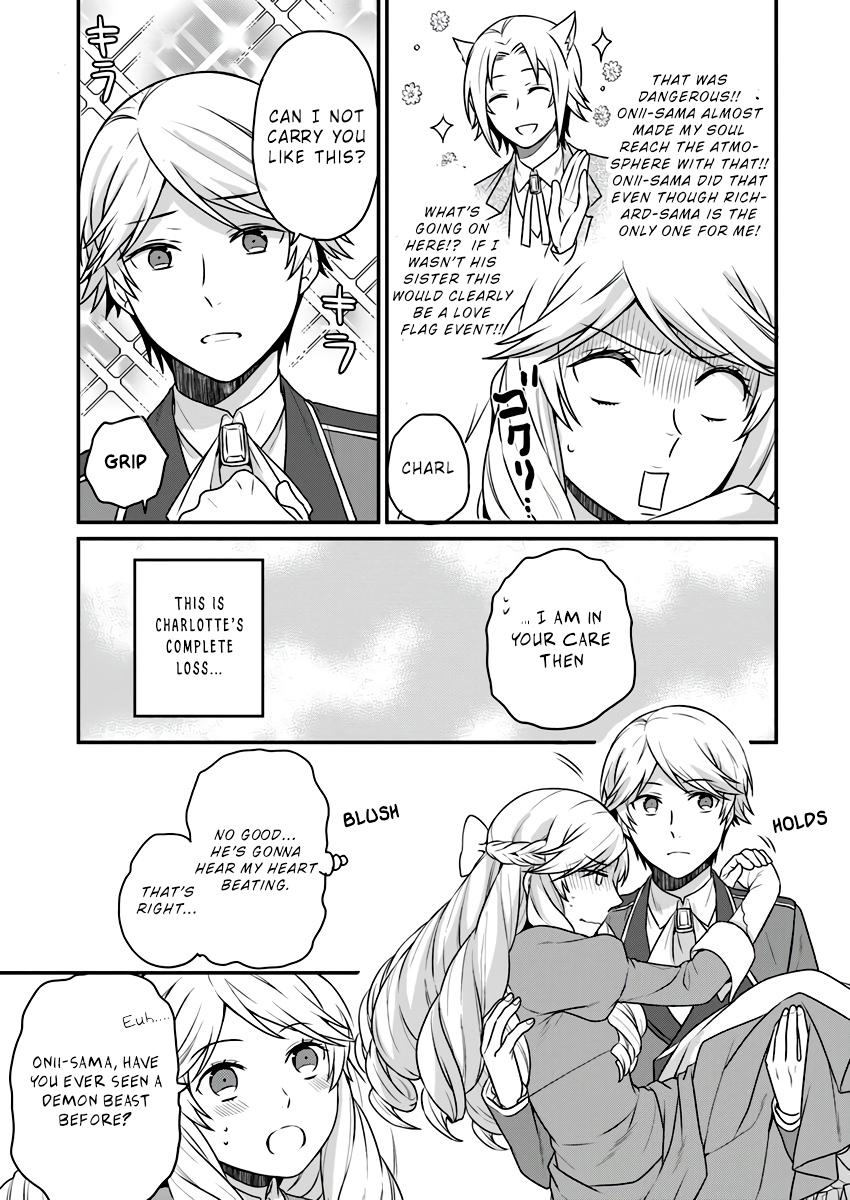 THAT WAS
DANGEROUS!!
ONII-SAMA ALMOST
MADE MY SOUL
REACH THE ATMO-
SPHERE WITH THAT!!
ONII-SAMA DID THAT
EVEN THOUGH RICH-
ARD-SAMA IS THE
ONLY ONE FOR ME!
WHAT'S
GOING ON
HERE!? IF I
WASN'T HIS
SISTER THIS
WOULD CLEARLY
BE A LOVE
FLAG EVENT!!
ゴクリ…
CHARL
キラ
CAN I NOT
CARRY YOU
LIKE THIS?
キラ
GRIP
... I AM IN
YOUR CARE
THEN
THIS IS
CHARLOTTE'S
COMPLETE
LOSS...
HOLDS
BLUSH
NO GOOD...
HE'S GONNA
HEAR MY HEART
BEATING.
THAT'S
RIGHT...
Euh....
ONII-SAMA, HAVE
YOU EVER SEEN A
DEMON BEAST
BEFORE?